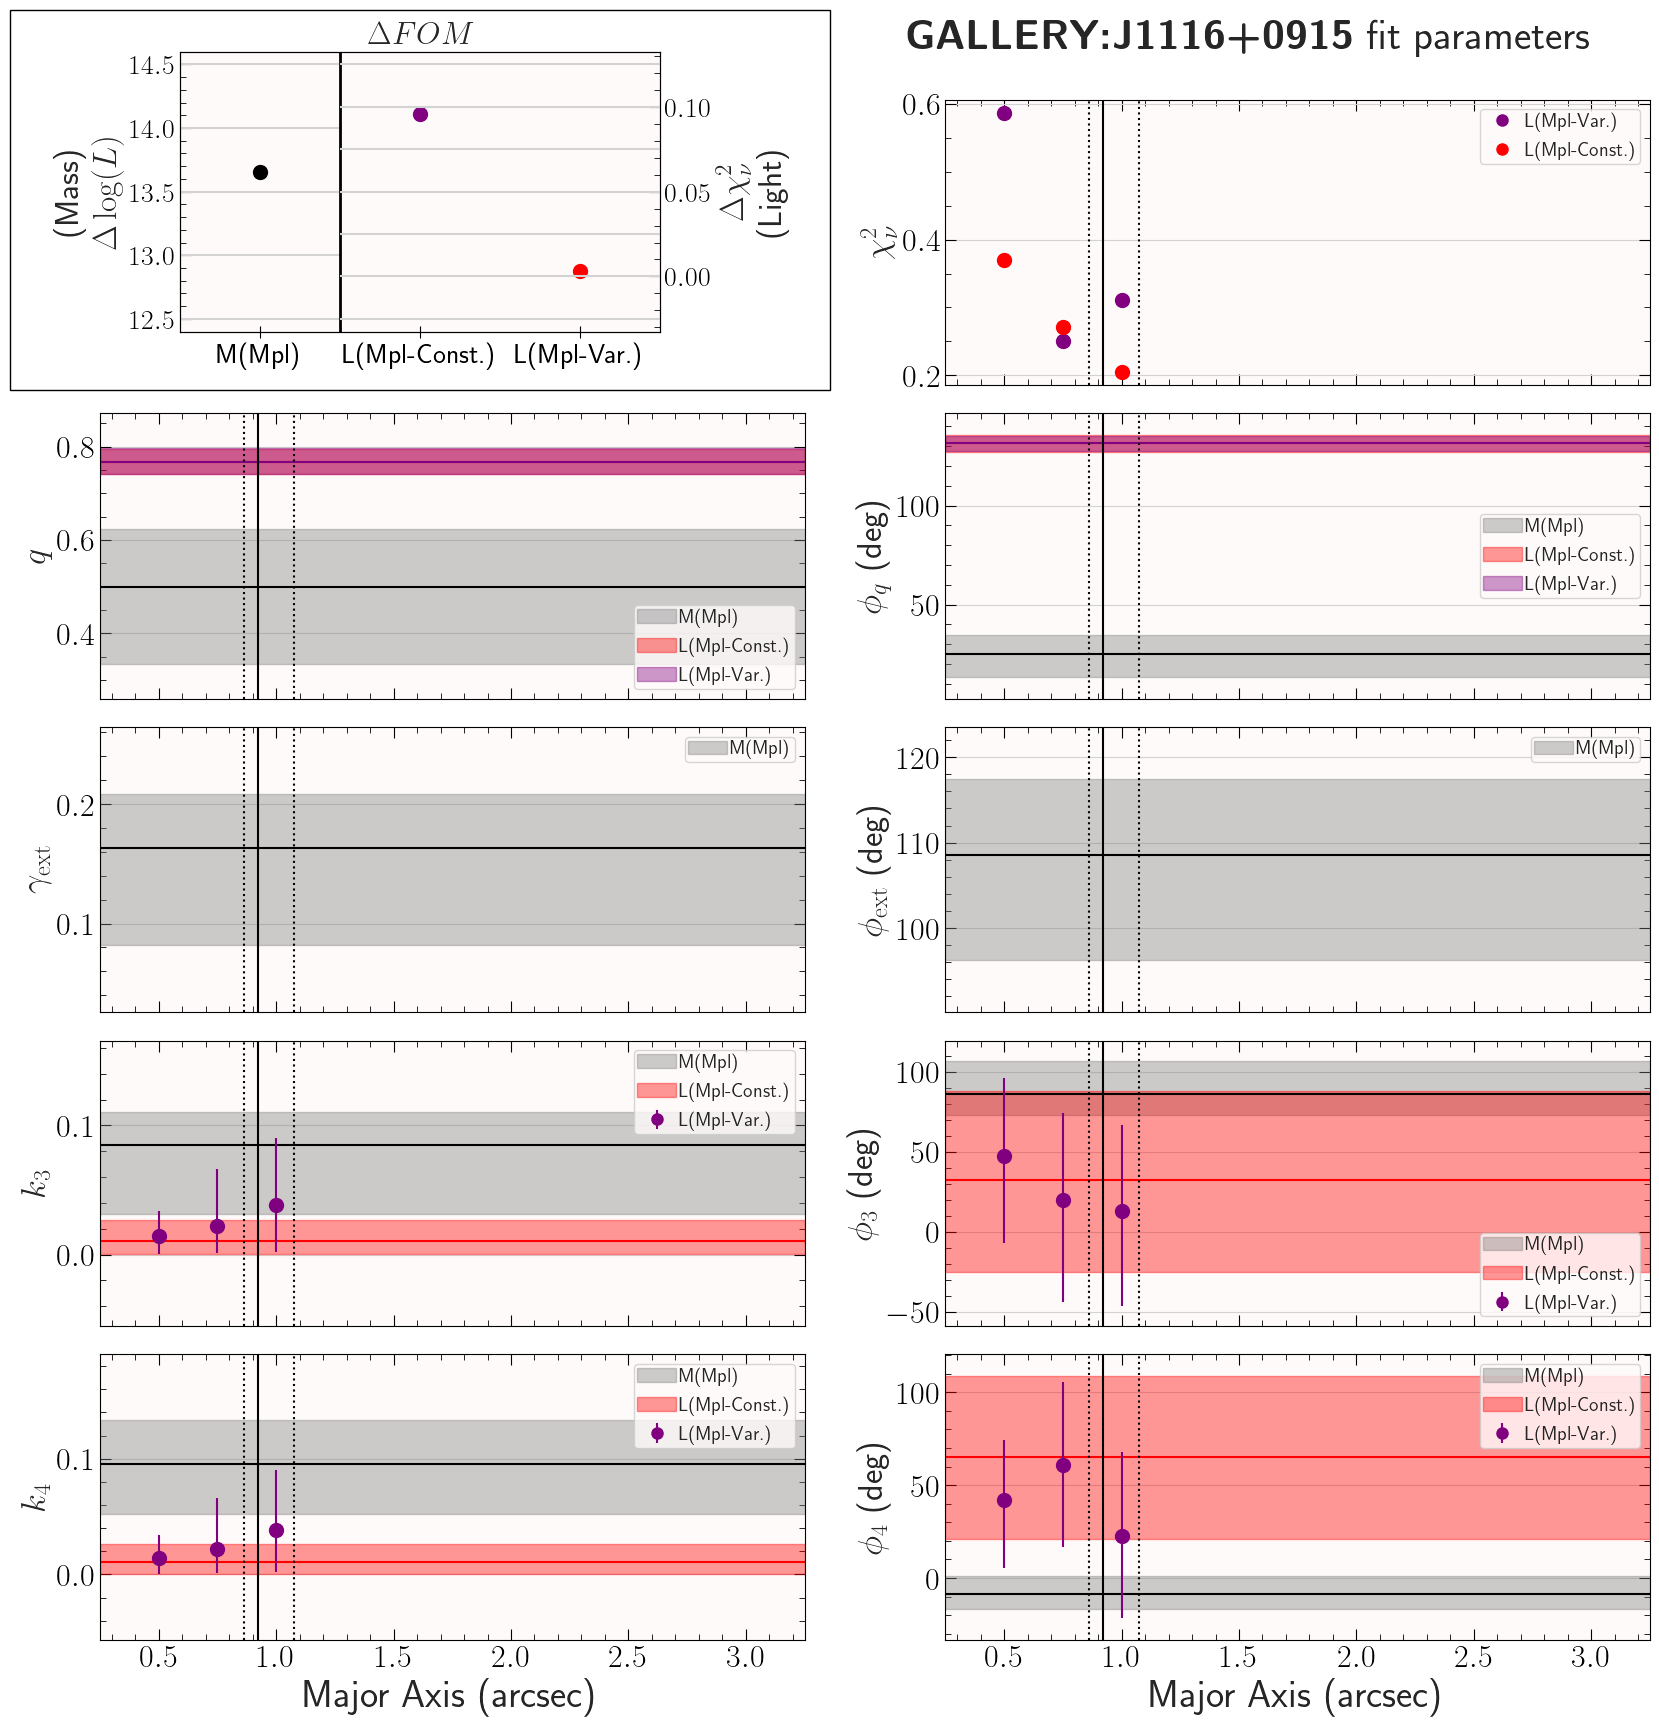 ΔFOM
GALLERY:J1116+0915 fit parameters
14.5
14.0
13.5
13.0
12.5
(Mass)
Δ log(L)
0.10
0.05
0.00
Δχ²ν
(Light)
M(Mpl)
L(Mpl-Const.)
L(Mpl-Var.)
0.6
0.4
0.2
χ²ν
L(Mpl-Var.)
L(Mpl-Const.)
0.8
0.6
0.4
q
M(Mpl)
L(Mpl-Const.)
L(Mpl-Var.)
100
50
ϕq (deg)
M(Mpl)
L(Mpl-Const.)
L(Mpl-Var.)
0.2
0.1
γext
M(Mpl)
120
110
100
ϕext (deg)
M(Mpl)
0.1
0.0
k3
M(Mpl)
L(Mpl-Const.)
L(Mpl-Var.)
100
50
0
−50
ϕ3 (deg)
M(Mpl)
L(Mpl-Const.)
L(Mpl-Var.)
0.1
0.0
k4
M(Mpl)
L(Mpl-Const.)
L(Mpl-Var.)
0.5 1.0 1.5 2.0 2.5 3.0
Major Axis (arcsec)
100
50
0
ϕ4 (deg)
M(Mpl)
L(Mpl-Const.)
L(Mpl-Var.)
0.5 1.0 1.5 2.0 2.5 3.0
Major Axis (arcsec)